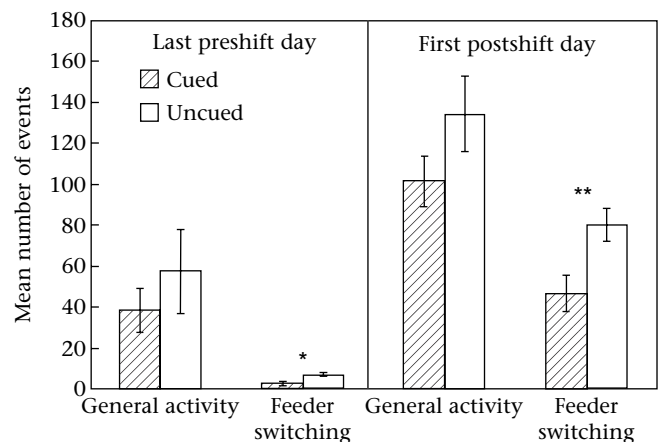 180
160
140
120
100
80
60
40
20
0
Mean number of events
Last preshift day
Cued
Uncued
*
First postshift day
**
General activity
Feeder
switching
General activity
Feeder
switching